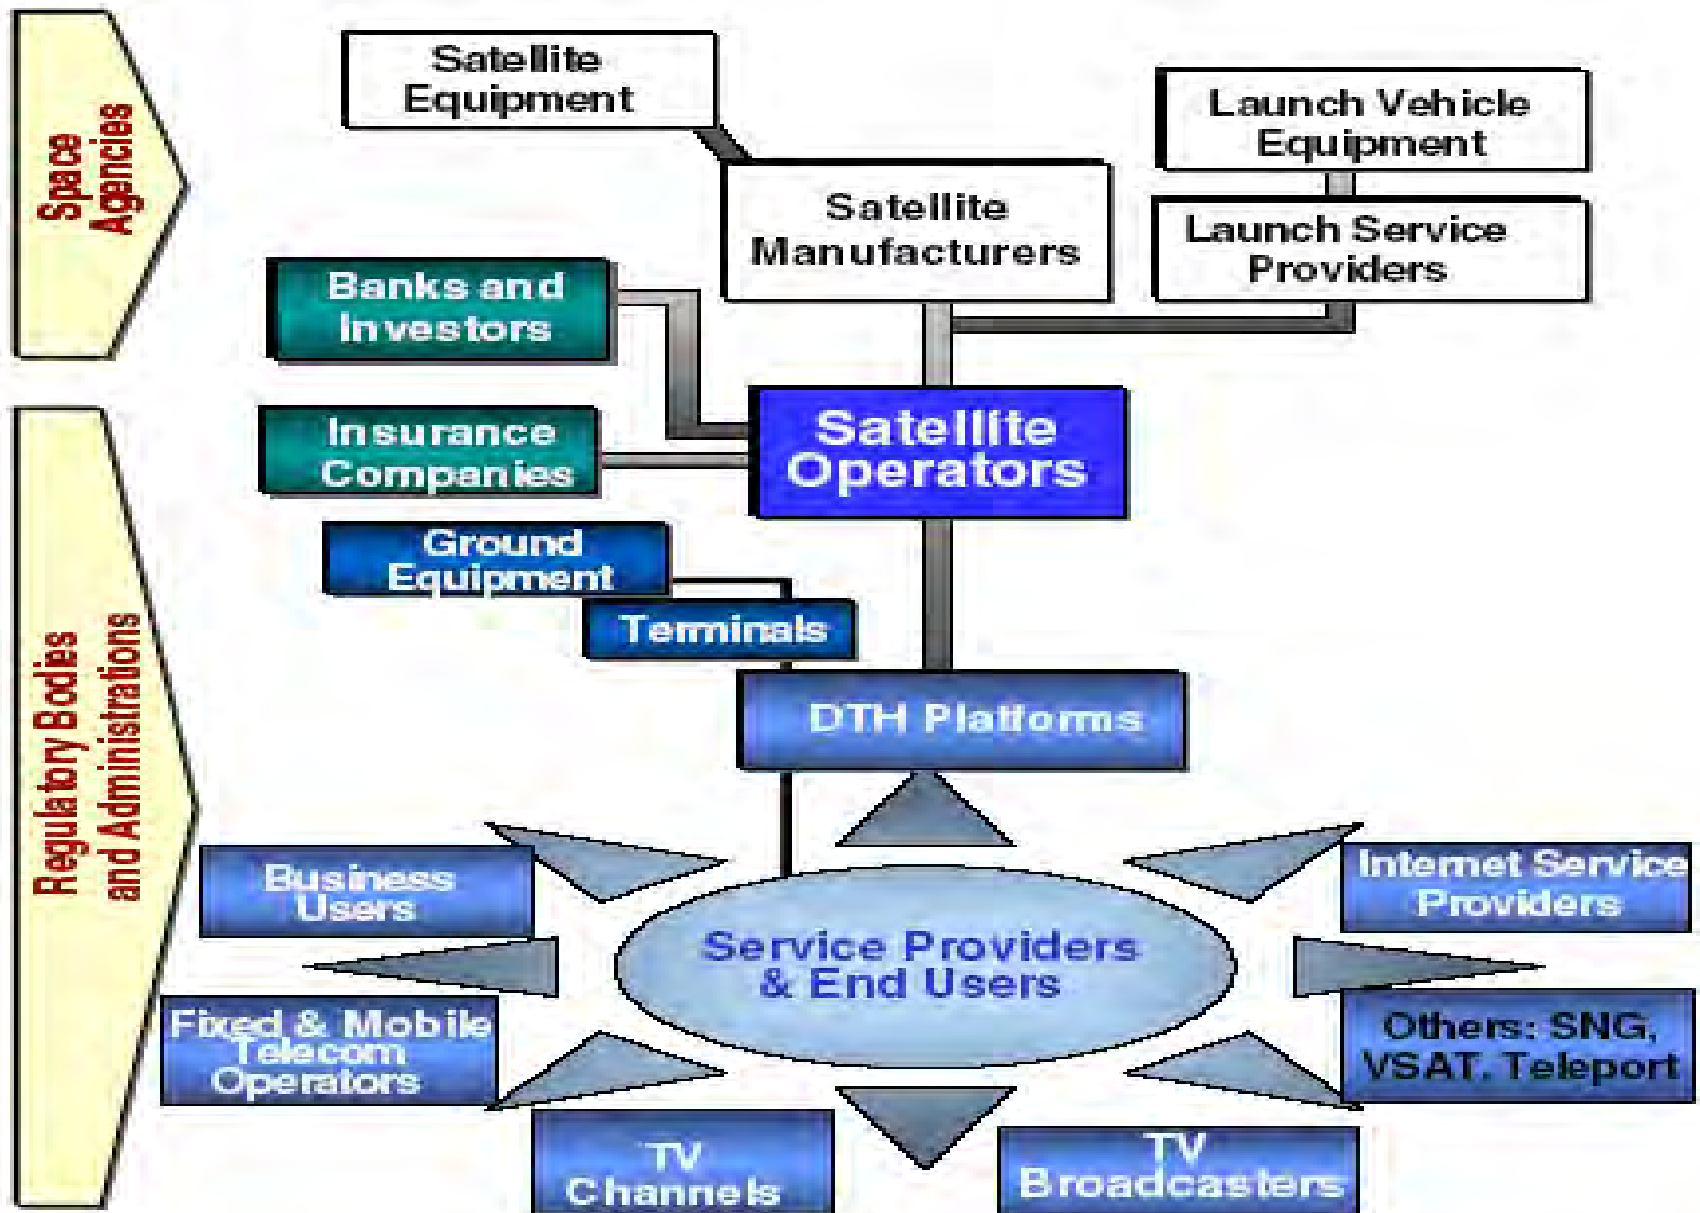 Space
Agencies
Satellite
Equipment
Launch Vehicle
Equipment
Satellite
Manufacturers
Launch Service
Providers
Banks and
Investors
Insurance
Companies
Satellite
Operators
Ground
Equipment
Terminals
DTH Platforms
Regulatory Bodies
and Administrations
Business
Users
Internet Service
Providers
Service Providers
& End Users
Fixed & Mobile
Telecom
Operators
Others: SNG,
VSAT. Teleport
TV
Channels
TV
Broadcasters